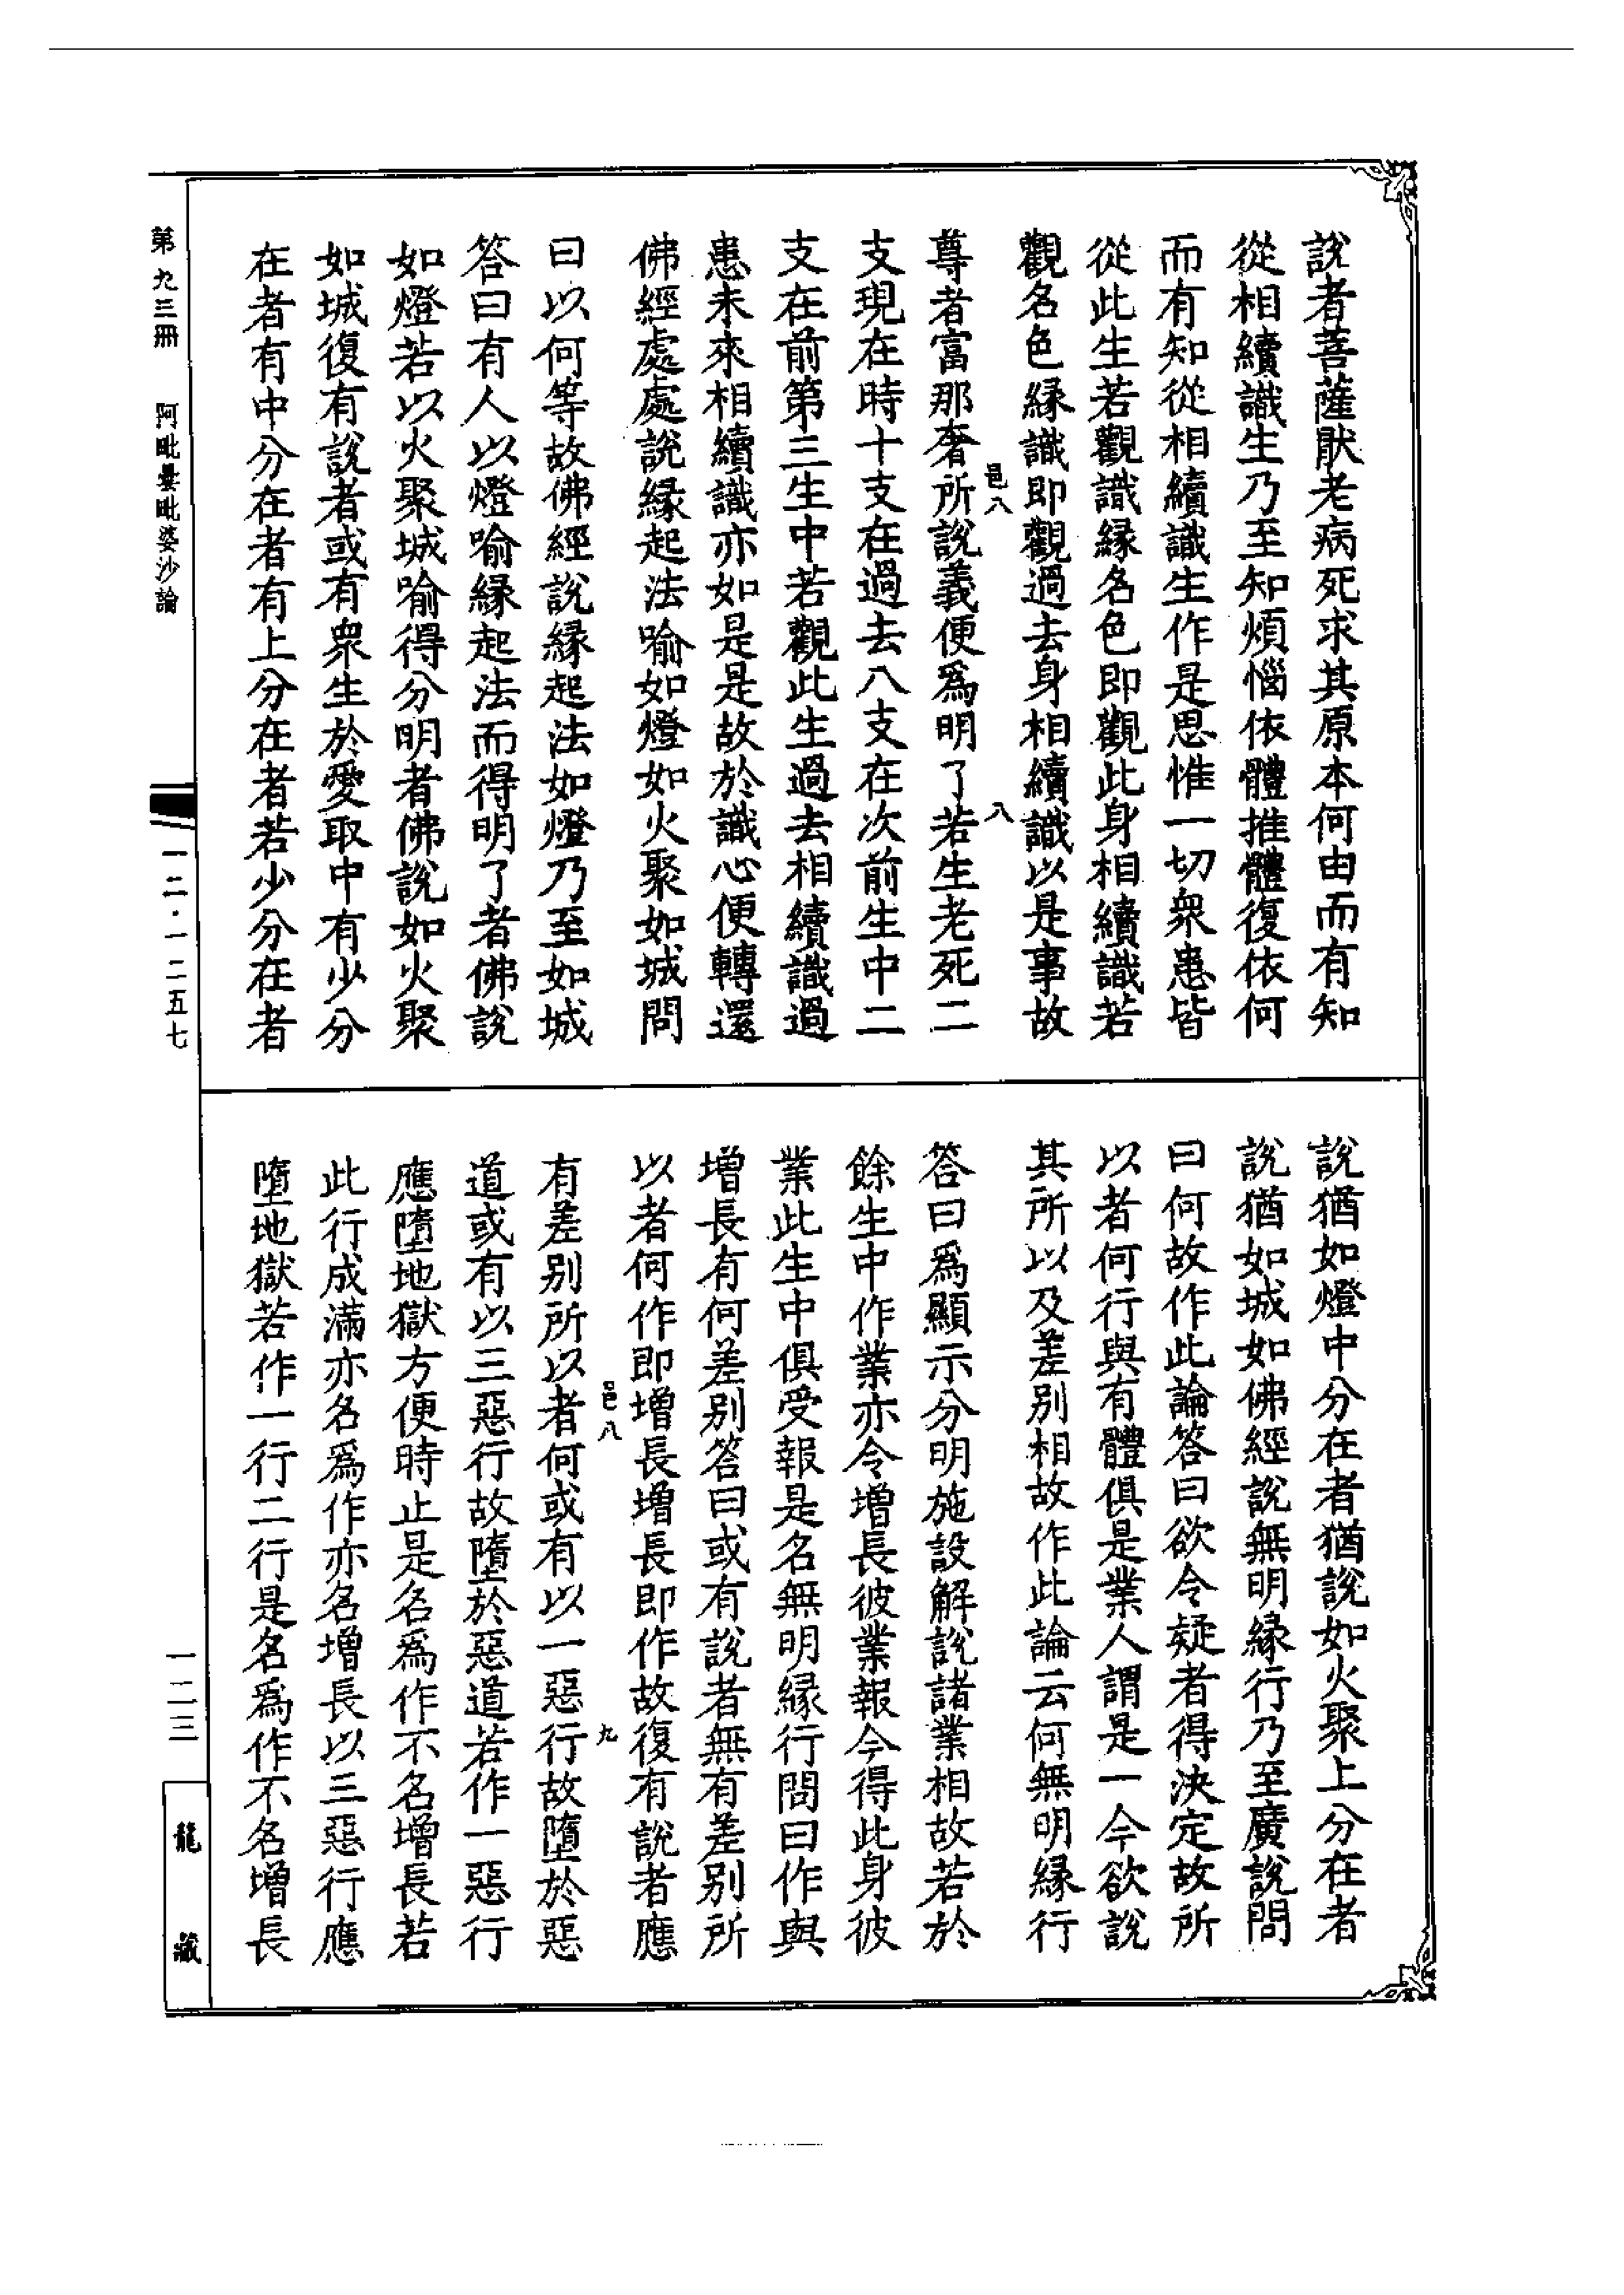 說者菩薩猒老病死求其原本何由而有知
從相續識生乃至知煩惱依體推體復依何
而有知從相續識生作是思惟一切衆患皆
從此生若觀識緣名色即觀此身相續識若
觀名色緣識即觀過去身相續識以是事故
邑八
八
尊者富那奢所說義便爲明了若生老死二
支現在時十支在過去八支在次前生中二
支在前第三生中若觀此生過去相續識過
患未來相續識亦如是是故於識心便轉還
佛經處處說緣起法喻如燈如火聚如城問
曰以何等故佛經說緣起法如燈乃至如城
答曰有人以燈喻緣起法而得明了者佛說
如燈若以火聚城喻得分明者佛說如火聚
如城復有說者或有衆生於愛取中有少分
在者有中分在者有上分在者若少分在者
說猶如燈中分在者猶說如火聚上分在者
說猶如城如佛經說無明緣行乃至廣說問
曰何故作此論答曰欲令疑者得決定故所
以者何行與有體俱是業人謂是一今欲說
其所以及差別相故作此論云何無明緣行
答曰爲顯示分明施設解說諸業相故若於
餘生中作業亦令增長彼業報今得此身彼
業此生中俱受報是名無明緣行問曰作與
增長有何差別答曰或有說者無有差別所
以者何作即增長增長即作故復有說者應
邑八
九
有差別所以者何或有以一惡行故墮於惡
道或有以三惡行故墮於惡道若作一惡行
應墮地獄方便時止是名爲作不名增長若
此行成滿亦名爲作亦名增長以三惡行應
墮地獄若作一行二行是名爲作不名增長
第九三冊
阿毗曇毗婆沙論
一二·一二五七
一二三
龍藏